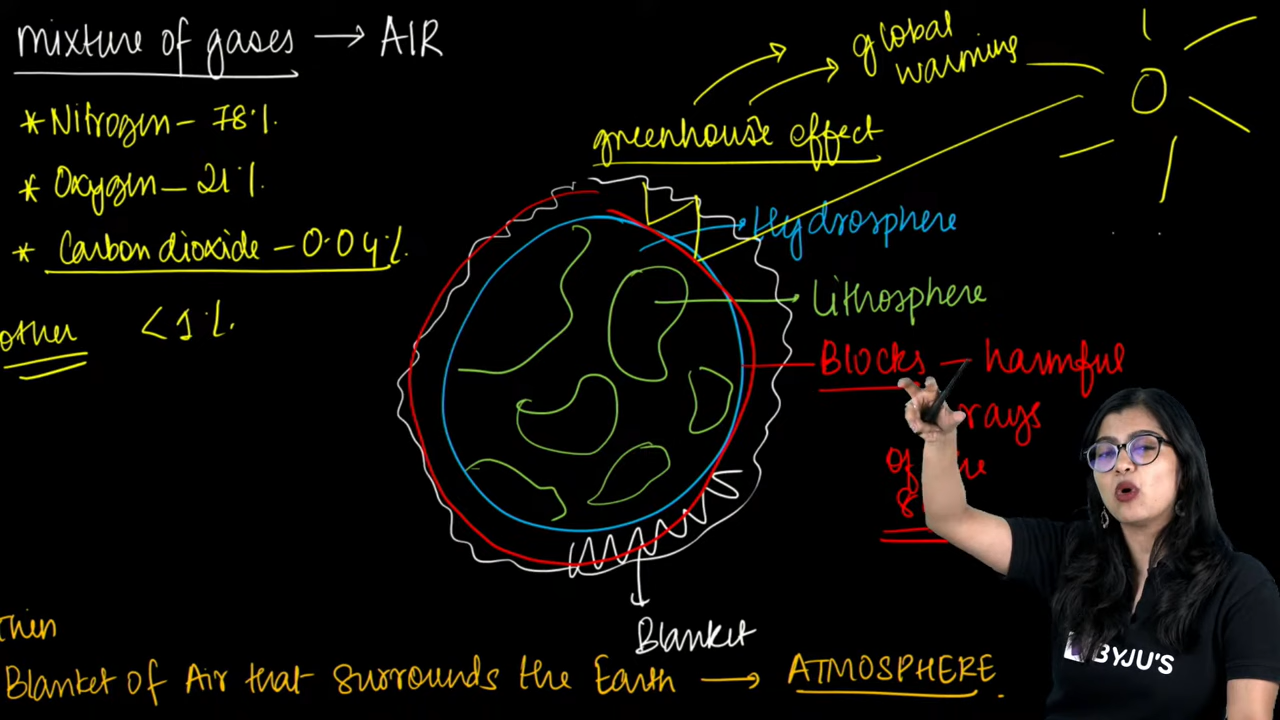 mixture of gases → AIR
* Nitrogen - 78%
* Oxygen - 21%
* Carbon dioxide - 0.04%
other <1%
global
warming
greenhouse effect
Hydrosphere
Lithosphere
Blocks - harmful
rays
Blanket
then
Blanket of Air that surrounds the Earth → ATMOSPHERE.
BYJU'S